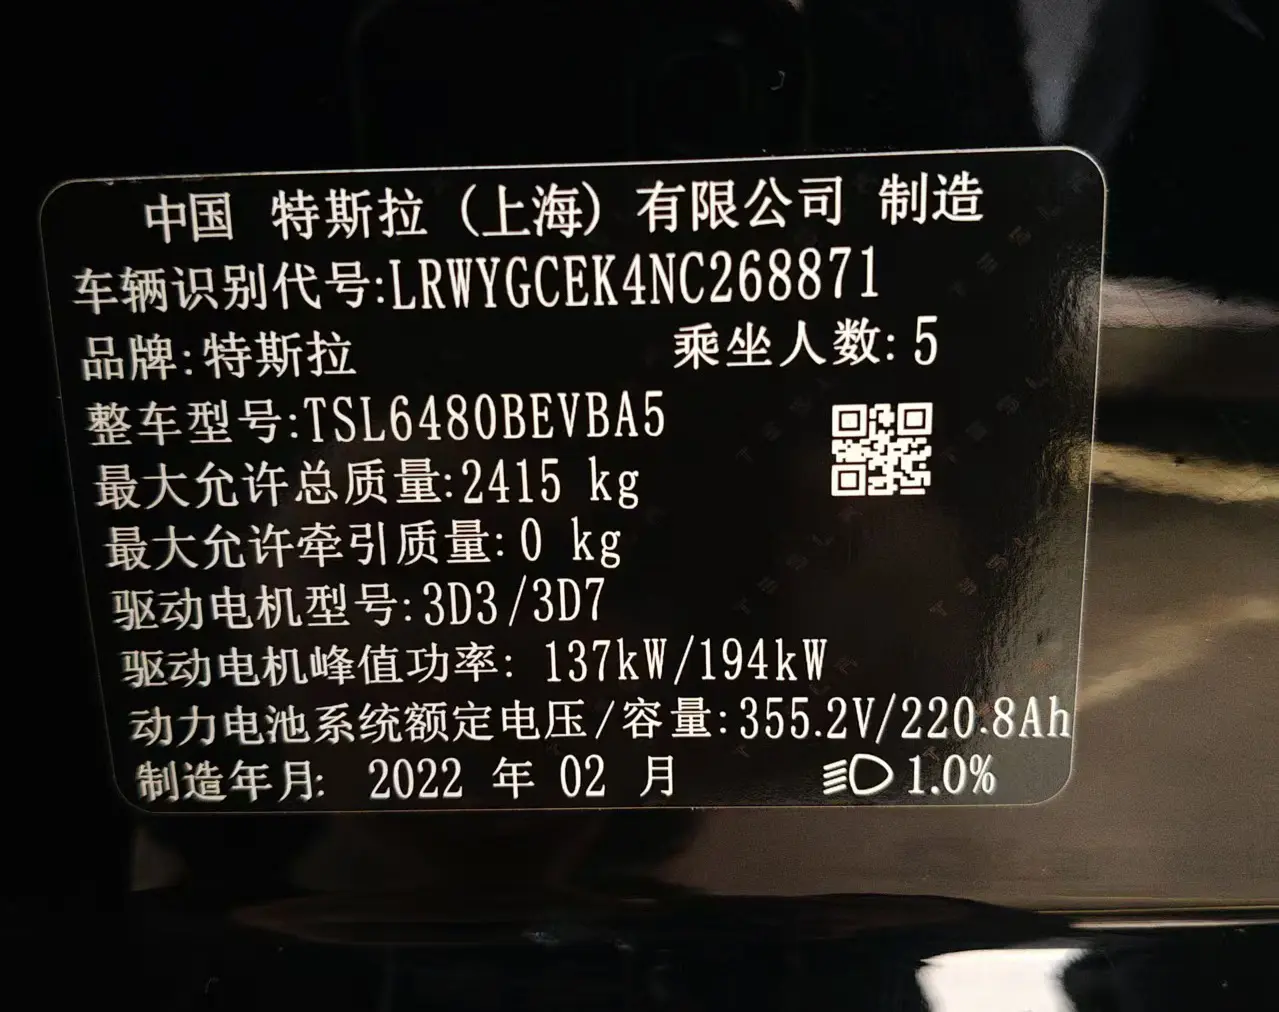 中国 特斯拉（上海）有限公司 制造
车辆识别代号:LRWYGCEK4NC268871
品牌:特斯拉 乘坐人数:5
整车型号:TSL6480BEVBA5
最大允许总质量:2415 kg
最大允许牵引质量:0 kg
驱动电机型号:3D3/3D7
驱动电机峰值功率: 137kW/194kW
动力电池系统额定电压/容量:355.2V/220.8Ah
制造年月: 2022 年 02 月 1.0%